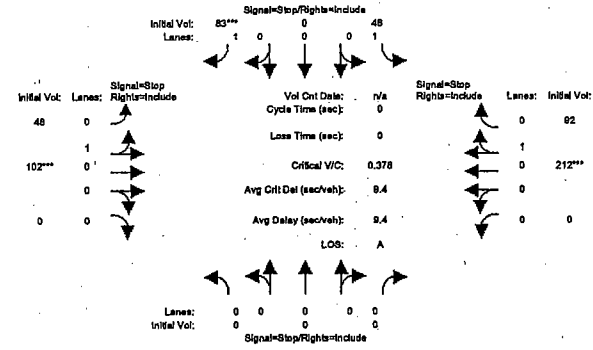 Signal=Stop/Rights=Include
Initial Vol: 83*** 0 48
Lanes: 1 0 0 0 1
Signal=Stop
Initial Vol: Lanes: Rights=Include
Vol Cnt Date: n/a
Signal=Stop
Rights=Include Lanes: Initial Vol:
Cycle Time (sec): 0
48 0
0 92
Loss Time (sec): 0
1
1
102*** 0
Critical V/C: 0.378
0 212***
0
Avg Crit Del (sec/veh): 9.4
0
0 0
Avg Delay (sec/veh): 9.4
0 0
LOS: A
Lanes: 0 0 0 0 0
Initial Vol: 0 0 0
Signal=Stop/Rights=Include